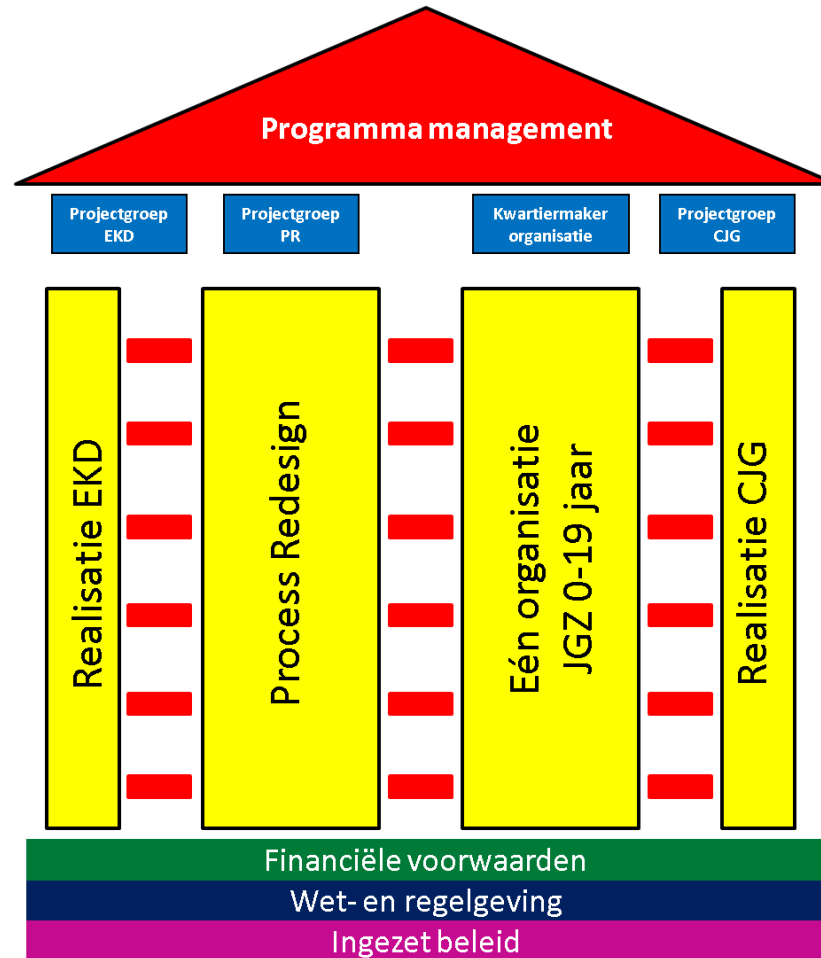 Programma management
Projectgroep
EKD
Projectgroep
PR
Kwartiermaker
organisatie
Projectgroep
CJG
Realisatie EKD
Process Redesign
Eén organisatie
JGZ 0-19 jaar
Realisatie CJG
Financiële voorwaarden
Wet- en regelgeving
Ingezet beleid